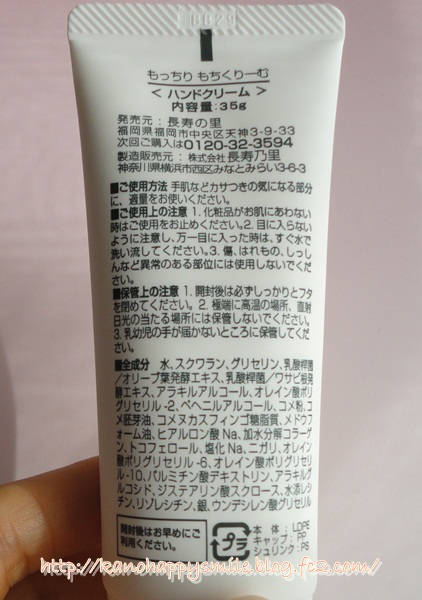 もっちり もちくりーむ
< ハンドクリーム >
内容量:35g
発売元:長寿の里
福岡県福岡市中央区天神3-9-33
次回ご購入は0120-32-3594
製造販売元:株式会社長寿乃里
神奈川県横浜市西区みなとみらい3-6-3
■ご使用方法 手肌などカサつきの気になる部分
に、適量をお使いください。
■ご使用上の注意 1. 化粧品がお肌にあわない
時はご使用をお止めください。2. 目に入らない
ように注意し、万一目に入った時は、すぐ水で
洗い流してください。3. 傷、はれもの、しっし
んなど異常のある部位には使用しないでくだ
さい。
■保管上の注意 1. 開封後は必ずしっかりとフタ
を閉めてください。2. 極端に高温の場所、直射
日光の当たる場所には保管しないでください。
3. 乳幼児の手が届かないところに保管してくだ
さい。
■全成分 水、スクワラン、グリセリン、乳酸桿菌
/オリーブ葉発酵エキス、乳酸桿菌/ワサビ根発
酵エキス、アラキルアルコール、オレイン酸ポリ
グリセリル-2、ベヘニルアルコール、コメ粉、コメ
胚芽油、コメヌカスフィンゴ糖脂質、メドウフ
ォーム油、ヒアルロン酸Na、加水分解コラーゲ
ン、トコフェロール、塩化Na、ニガリ、オレイン
酸ポリグリセリル-6、オレイン酸ポリグリセリル
-10、パルミチン酸デキストリン、アラキルグ
ルコシド、ジステアリン酸スクロース、水添レシ
チン、リゾレシチン、銀、ウンデシレン酸グリセリル
開封後はお早めにご
利用ください。
プラ
本 体:LDPE
キャップ:PP
シュリンク:PS
http://kanohappysmile.blog.fc2.com/